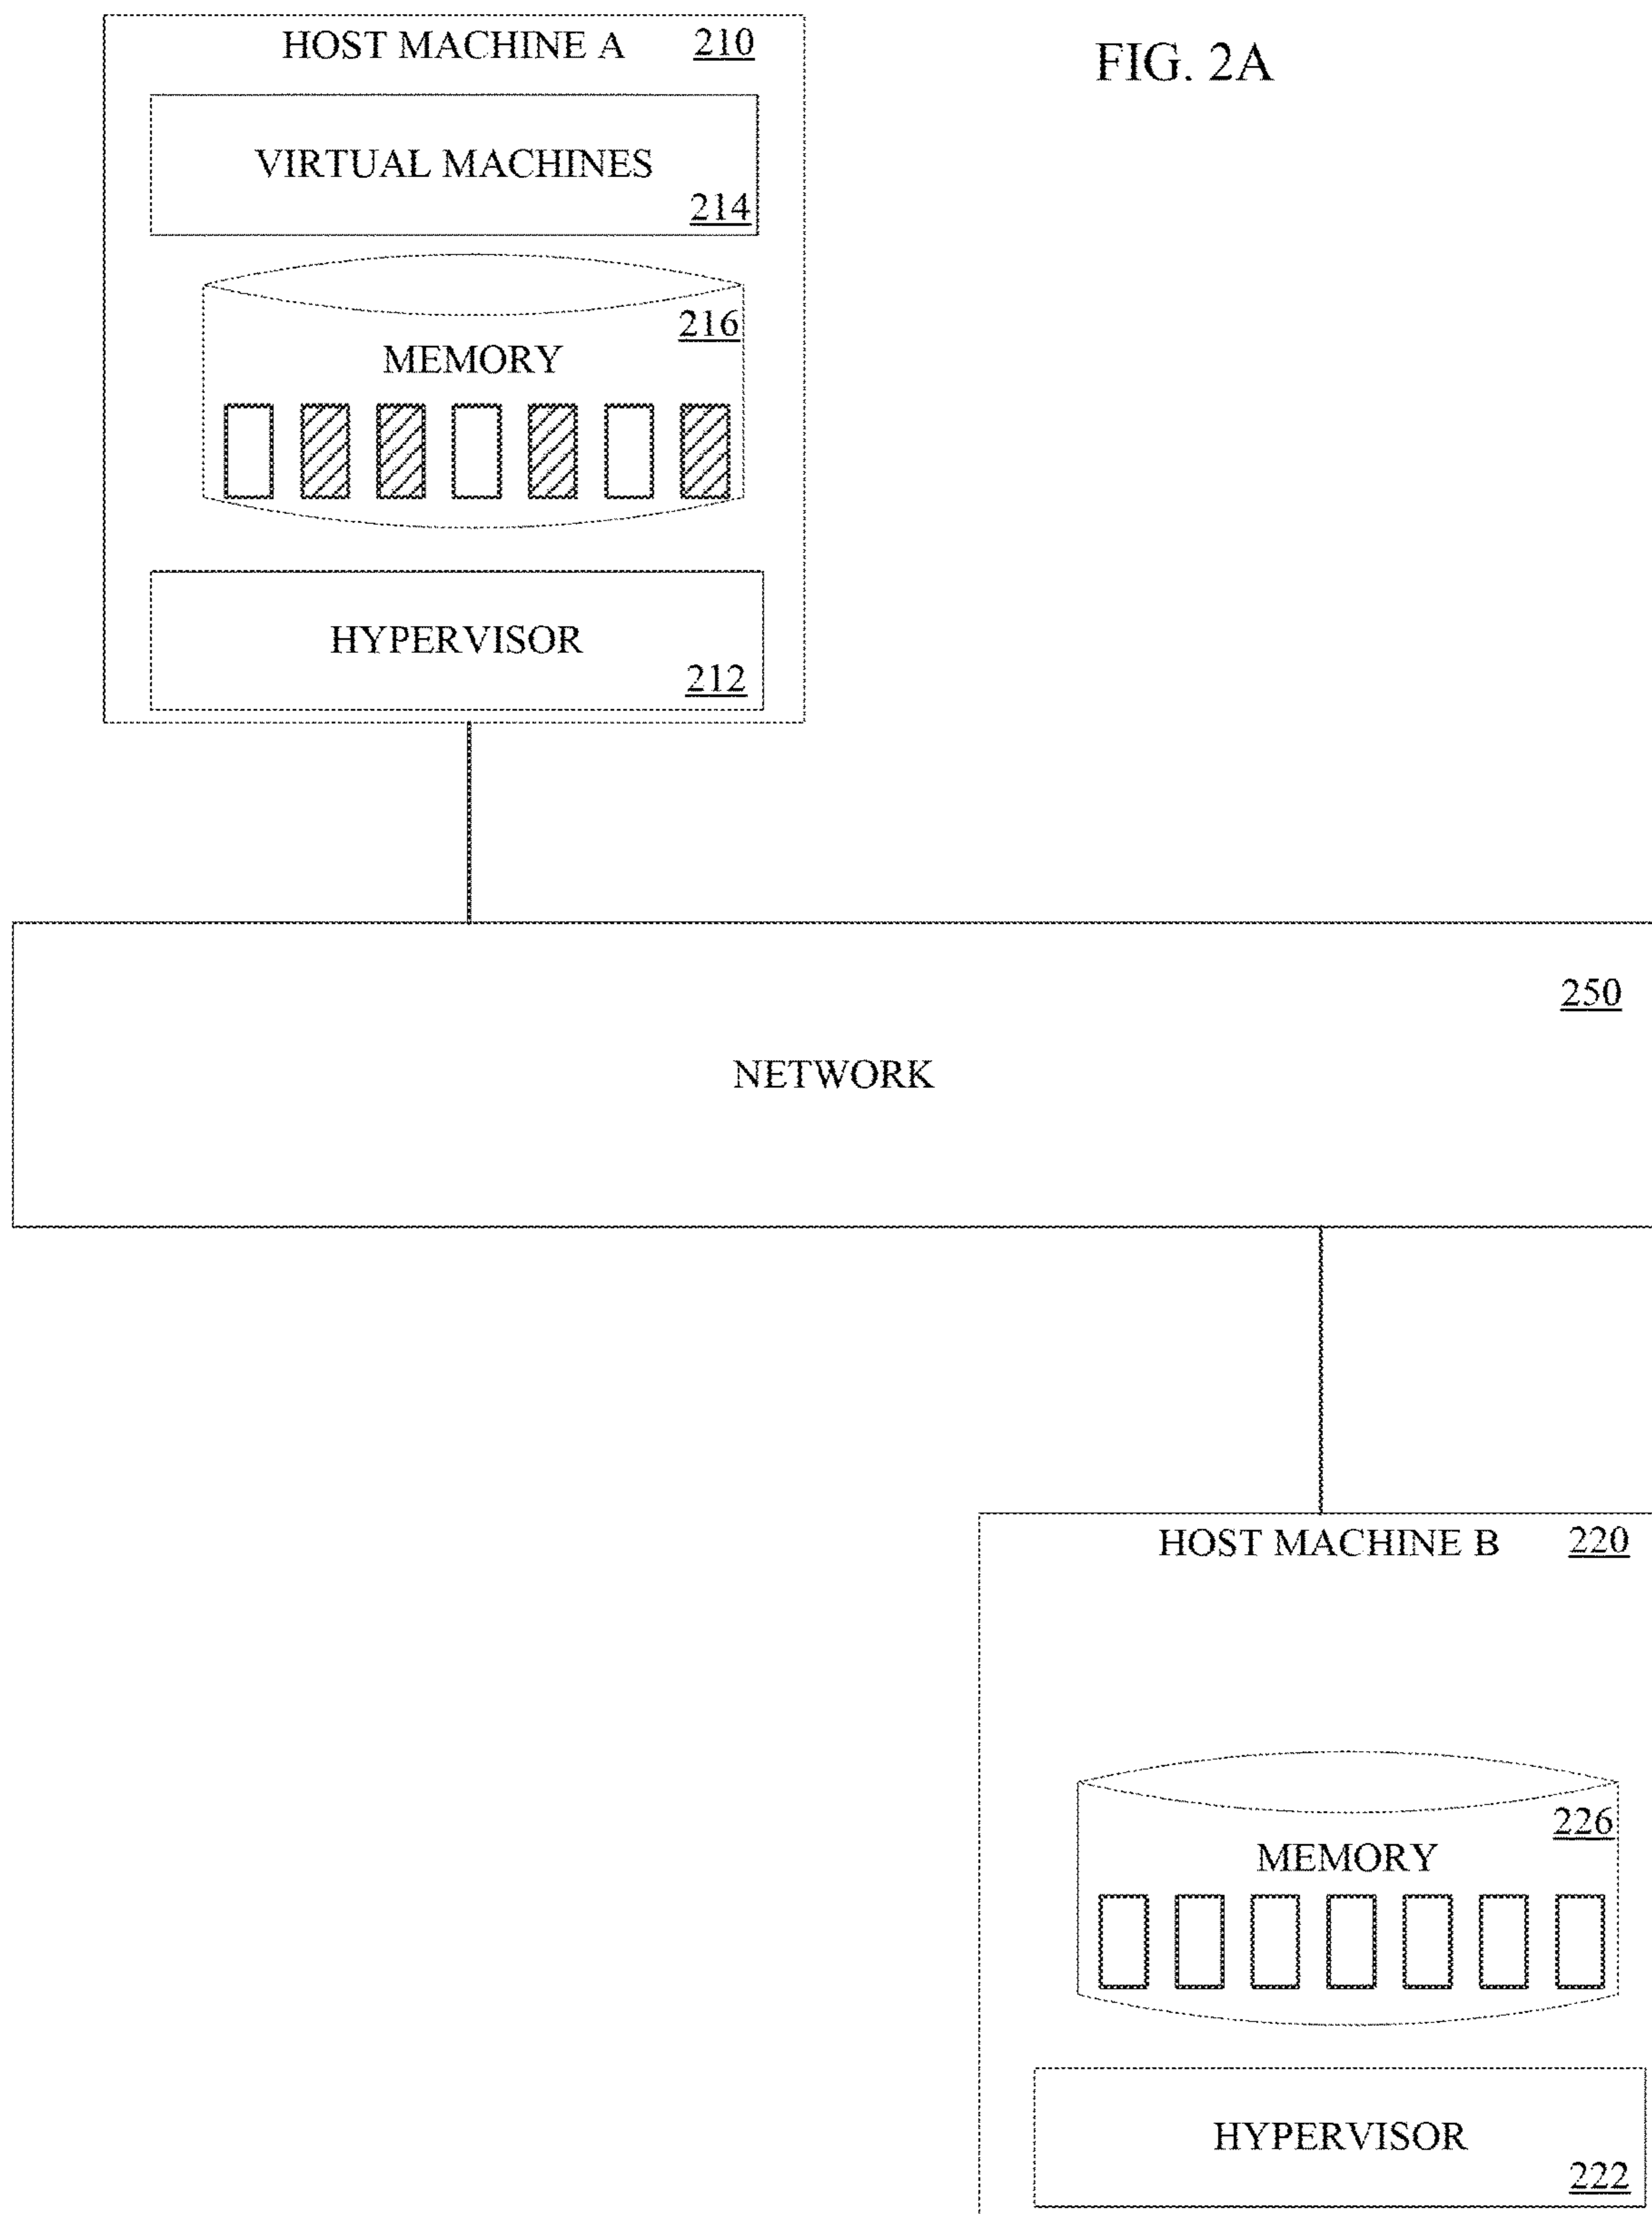 HOST MACHINE A 210
FIG. 2A
VIRTUAL MACHINES
214
216
MEMORY
HYPERVISOR
212
250
NETWORK
HOST MACHINE B 220
226
MEMORY
HYPERVISOR
222